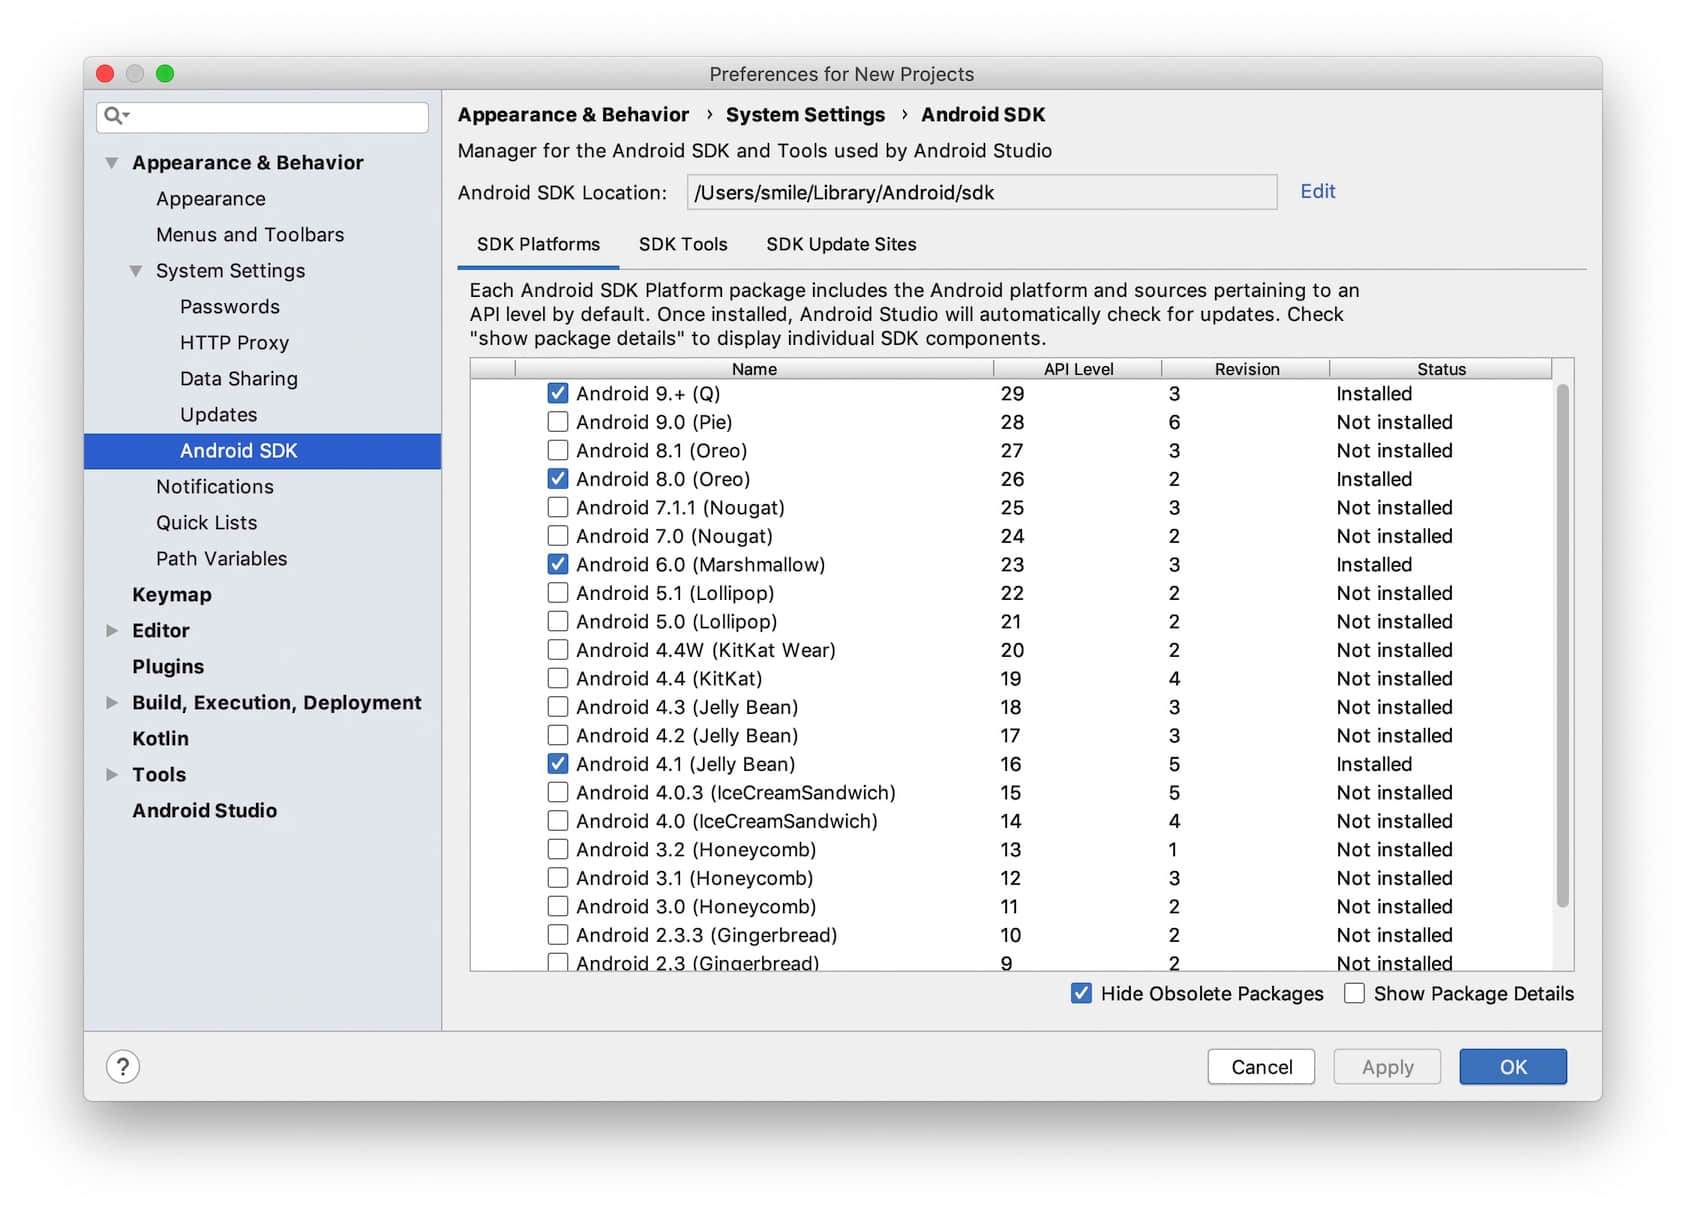 Preferences for New Projects
Appearance & Behavior
Appearance
Menus and Toolbars
System Settings
Passwords
HTTP Proxy
Data Sharing
Updates
Android SDK
Notifications
Quick Lists
Path Variables
Keymap
Editor
Plugins
Build, Execution, Deployment
Kotlin
Tools
Android Studio
Appearance & Behavior › System Settings › Android SDK
Manager for the Android SDK and Tools used by Android Studio
Android SDK Location: /Users/smile/Library/Android/sdk Edit
SDK Platforms SDK Tools SDK Update Sites
Each Android SDK Platform package includes the Android platform and sources pertaining to an
API level by default. Once installed, Android Studio will automatically check for updates. Check
"show package details" to display individual SDK components.
Name API Level Revision Status
Android 9.+ (Q) 29 3 Installed
Android 9.0 (Pie) 28 6 Not installed
Android 8.1 (Oreo) 27 3 Not installed
Android 8.0 (Oreo) 26 2 Installed
Android 7.1.1 (Nougat) 25 3 Not installed
Android 7.0 (Nougat) 24 2 Not installed
Android 6.0 (Marshmallow) 23 3 Installed
Android 5.1 (Lollipop) 22 2 Not installed
Android 5.0 (Lollipop) 21 2 Not installed
Android 4.4W (KitKat Wear) 20 2 Not installed
Android 4.4 (KitKat) 19 4 Not installed
Android 4.3 (Jelly Bean) 18 3 Not installed
Android 4.2 (Jelly Bean) 17 3 Not installed
Android 4.1 (Jelly Bean) 16 5 Installed
Android 4.0.3 (IceCreamSandwich) 15 5 Not installed
Android 4.0 (IceCreamSandwich) 14 4 Not installed
Android 3.2 (Honeycomb) 13 1 Not installed
Android 3.1 (Honeycomb) 12 3 Not installed
Android 3.0 (Honeycomb) 11 2 Not installed
Android 2.3.3 (Gingerbread) 10 2 Not installed
Android 2.3 (Gingerbread) 9 2 Not installed
Hide Obsolete Packages Show Package Details
? Cancel Apply OK